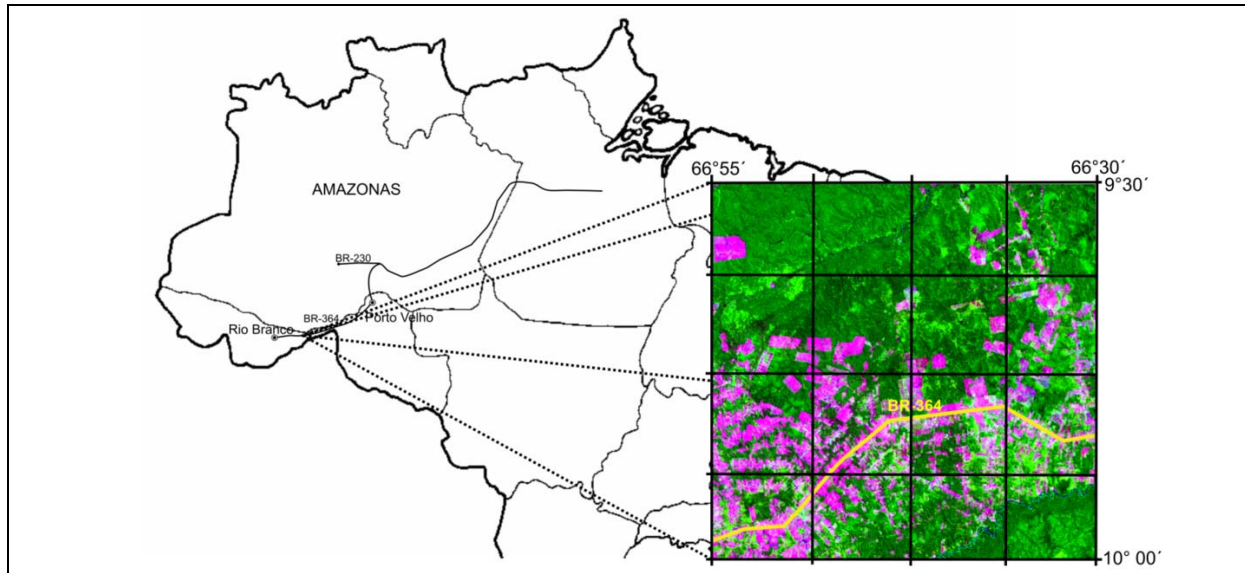 66°55´
66°30´
9°30´
AMAZONAS
BR-230
BR-364
Porto Velho
Rio Branco
BR-364
10° 00´